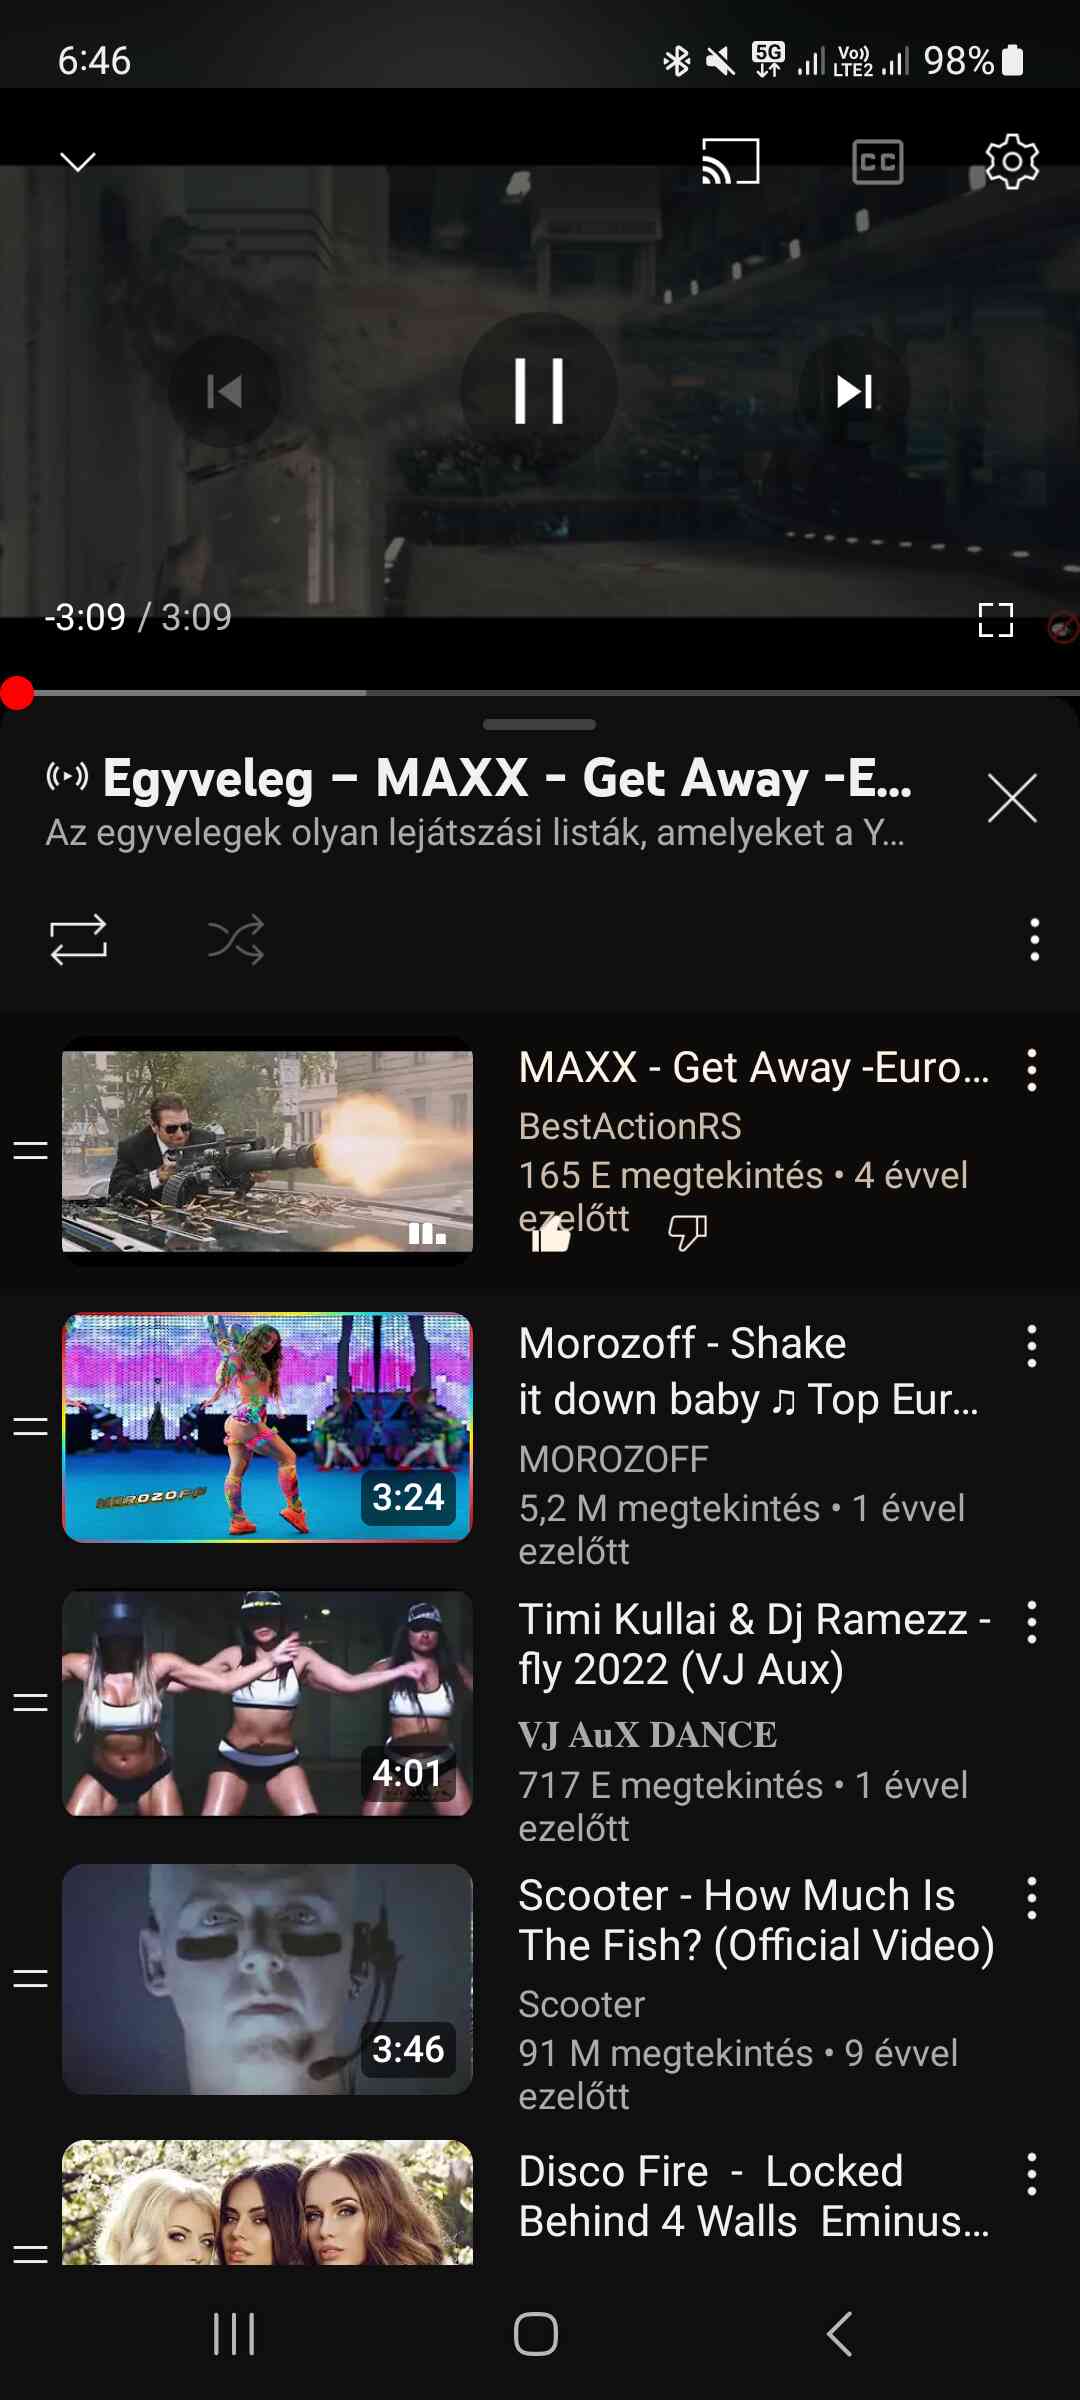 6:46
5G
Vo))
LTE2
98%
CC
-3:09 / 3:09
Egyveleg – MAXX - Get Away -E...
Az egyvelegek olyan lejátszási listák, amelyeket a Y...
MAXX - Get Away -Euro...
BestActionRS
165 E megtekintés • 4 évvel
ezelőtt
Morozoff - Shake
it down baby ♫ Top Eur...
MOROZOFF
5,2 M megtekintés • 1 évvel
ezelőtt
MOROZOFF
3:24
Timi Kullai & Dj Ramezz -
fly 2022 (VJ Aux)
VJ AuX DANCE
717 E megtekintés • 1 évvel
ezelőtt
4:01
Scooter - How Much Is
The Fish? (Official Video)
Scooter
91 M megtekintés • 9 évvel
ezelőtt
3:46
Disco Fire - Locked
Behind 4 Walls Eminus...